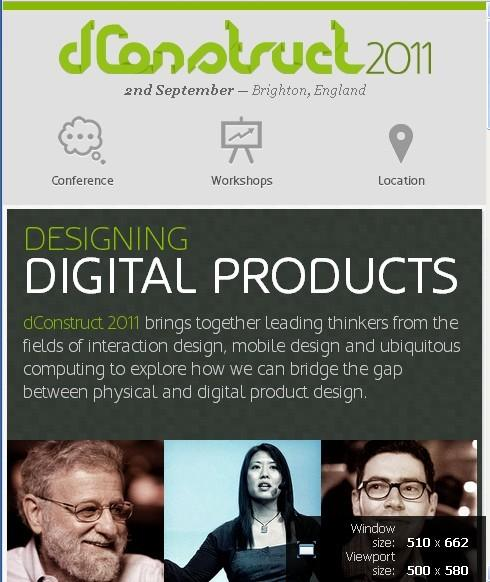 dConstruct 2011
2nd September — Brighton, England
Conference Workshops Location
DESIGNING
DIGITAL PRODUCTS
dConstruct 2011 brings together leading thinkers from the
fields of interaction design, mobile design and ubiquitous
computing to explore how we can bridge the gap
between physical and digital product design.
Window
size: 510 x 662
Viewport
size: 500 x 580